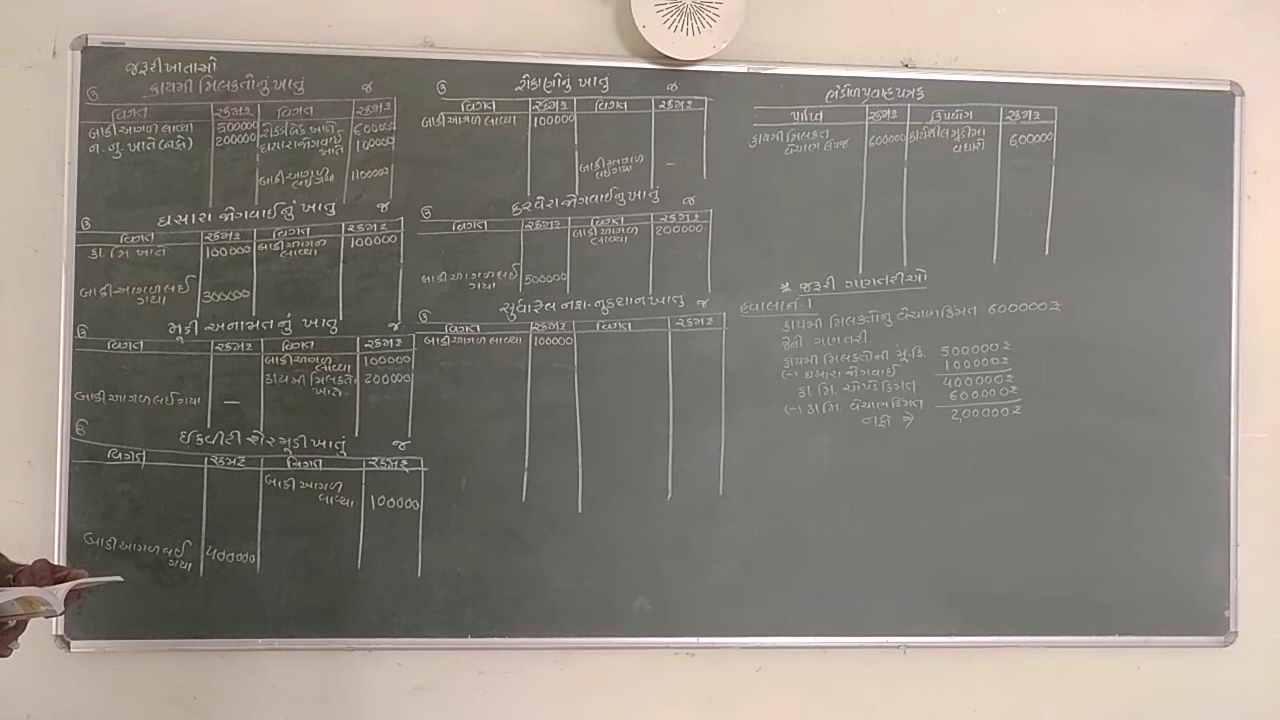 જરૂરી ખાતાઓ
કાયમી મિલકતોનું ખાતું
ઉ જ
વિગત રકમ₹ વિગત રકમ₹
બાકી આગળ લાવ્યા 500000 રોકડ/બેંક ખાતે 600000
ન. નુ. ખાતે (નફો) 200000 ઘસારા જોગવાઈ ખાતે 100000
બાકી આગળ લઈ ગયા 1100000
ઘસારા જોગવાઈનું ખાતુ
ઉ જ
વિગત રકમ₹ વિગત રકમ₹
કા. મિ ખાતે 100000 બાકી આગળ લાવ્યા 100000
બાકી આગળ લઈ ગયા 300000
મૂડી અનામતનું ખાતુ
જ
વિગત રકમ₹ વિગત રકમ₹
બાકી આગળ લાવ્યા 100000
કાયમી મિલકતો ખાતે 200000
બાકી આગળ લઈ ગયા —
ઈક્વીટી શેર મૂડી ખાતું
ઉ જ
વિગત રકમ₹ વિગત રકમ₹
બાકી આગળ લાવ્યા 100000
બાકી આગળ લઈ ગયા 400000
રોકાણોનું ખાતુ
ઉ જ
વિગત રકમ₹ વિગત રકમ₹
બાકી આગળ લાવ્યા 100000
બાકી આગળ લઈ ગયા —
કરવેરા જોગવાઈનુ ખાતુ
ઉ જ
વિગત રકમ₹ વિગત રકમ₹
બાકી આગળ લાવ્યા 200000
બાકી આગળ લઈ ગયા 500000
સુવાફેલ નફા-નુકશાન ખાતુ
ઉ જ
વિગત રકમ₹ વિગત રકમ₹
બાકી આગળ લાવ્યા 100000
ભંડોળ પ્રવાહ પત્રક
પ્રાપ્તિ રકમ₹ ઉપયોગ રકમ₹
કાયમી મિલકત વેચાણ ઉપજ 600000 કાર્યશીલ મૂડીમાં વધારો 600000
* જરૂરી ગણતરીઓ
હવાલા નં-1
કાયમી મિલકતોનુ વેચાણ કિંમત 600000₹
જેની ગણતરી
કાયમી મિલકતોની મૂ. કિં. 500000₹
(-) ઘસારા જોગવાઈ 100000₹
કા. મિ. ચોપડે કિંમત 400000₹
(-) કા મિ. વેચાણ કિંમત 600000₹
નફો → 200000₹